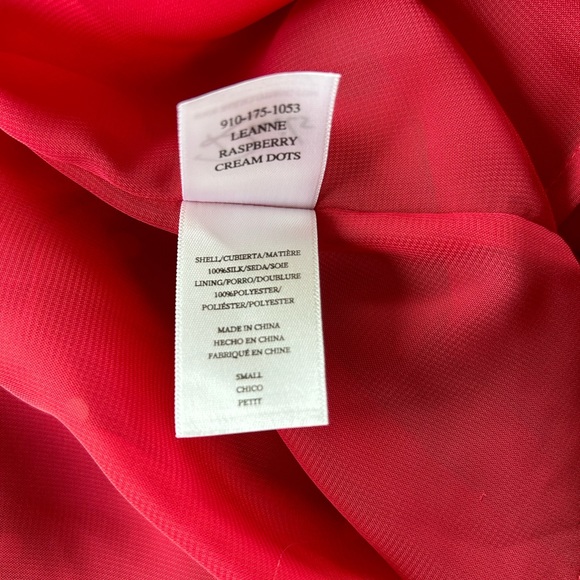 910-175-1053
LEANNE
RASPBERRY
CREAM DOTS
SHELL/CUBIERTA/MATIÈRE
100%SILK/SEDA/SOIE
LINING/FORRO/DOUBLURE
100%POLYESTER/
POLIÉSTER/POLYESTER
MADE IN CHINA
HECHO EN CHINA
FABRIQUÉ EN CHINE
SMALL
CHICO
PETIT